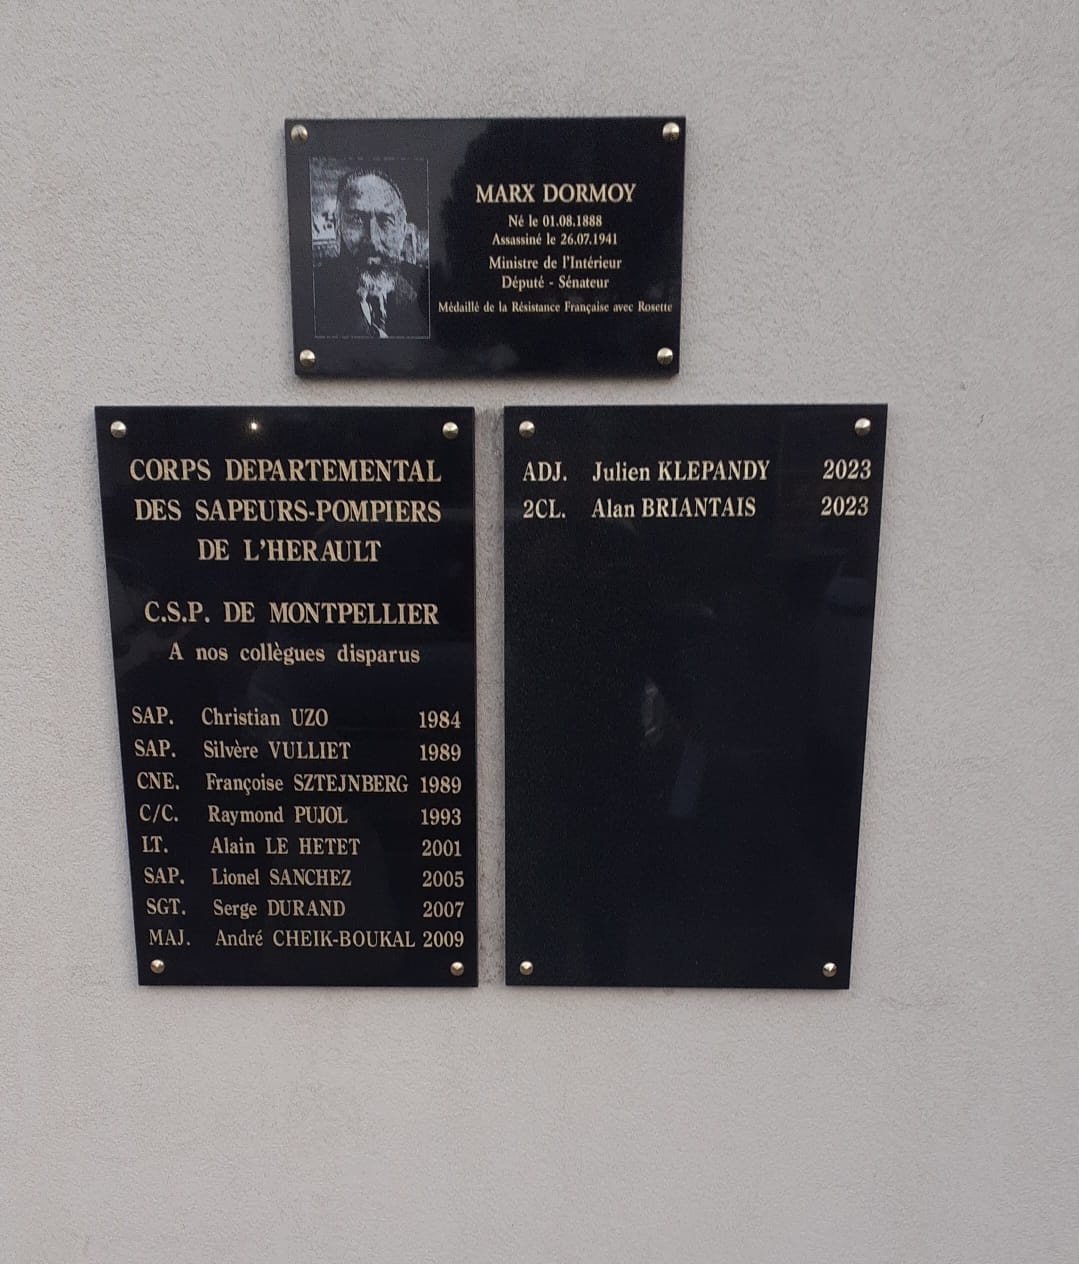 MARX DORMOY
Né le 01.08.1888
Assassiné le 26.07.1941
Ministre de l'Intérieur
Député - Sénateur
Médaillé de la Résistance Française avec Rosette
CORPS DEPARTEMENTAL
DES SAPEURS-POMPIERS
DE L'HERAULT
C.S.P. DE MONTPELLIER
A nos collègues disparus
SAP. Christian UZO 1984
SAP. Silvère VULLIET 1989
CNE. Françoise SZTEJNBERG 1989
C/C. Raymond PUJOL 1993
LT. Alain LE HETET 2001
SAP. Lionel SANCHEZ 2005
SGT. Serge DURAND 2007
MAJ. André CHEIK-BOUKAL 2009
ADJ. Julien KLEPANDY 2023
2CL. Alan BRIANTAIS 2023